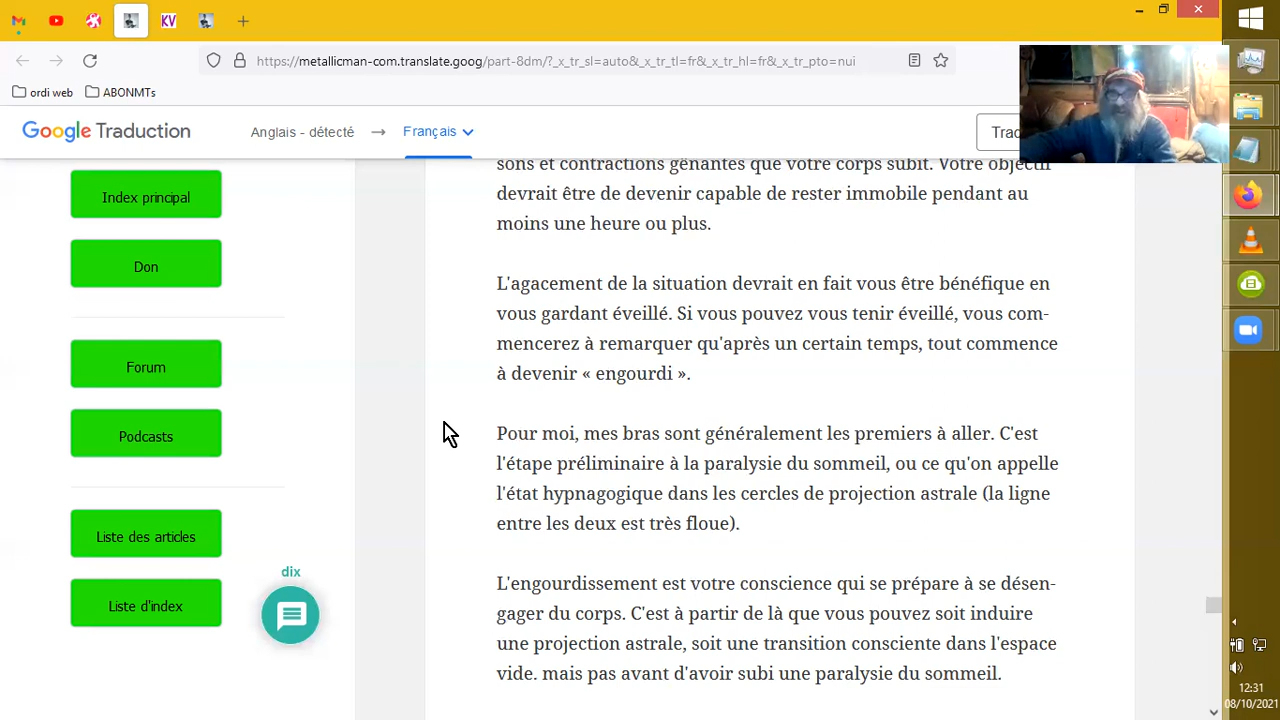 KV
https://metallicman-com.translate.goog/part-8dm/?_x_tr_sl=auto&_x_tr_tl=fr&_x_tr_hl=fr&_x_tr_pto=nui
ordi web
ABONMTs
Google Traduction
Anglais - détecté
Français
Trad
Index principal
Don
Forum
Podcasts
Liste des articles
Liste d'index
dix
sons et contractions gênantes que votre corps subit. Votre objectif
devrait être de devenir capable de rester immobile pendant au
moins une heure ou plus.
L'agacement de la situation devrait en fait vous être bénéfique en
vous gardant éveillé. Si vous pouvez vous tenir éveillé, vous com-
mencerez à remarquer qu'après un certain temps, tout commence
à devenir « engourdi ».
Pour moi, mes bras sont généralement les premiers à aller. C'est
l'étape préliminaire à la paralysie du sommeil, ou ce qu'on appelle
l'état hypnagogique dans les cercles de projection astrale (la ligne
entre les deux est très floue).
L'engourdissement est votre conscience qui se prépare à se désen-
gager du corps. C'est à partir de là que vous pouvez soit induire
une projection astrale, soit une transition consciente dans l'espace
vide. mais pas avant d'avoir subi une paralysie du sommeil.
12:31
08/10/2021